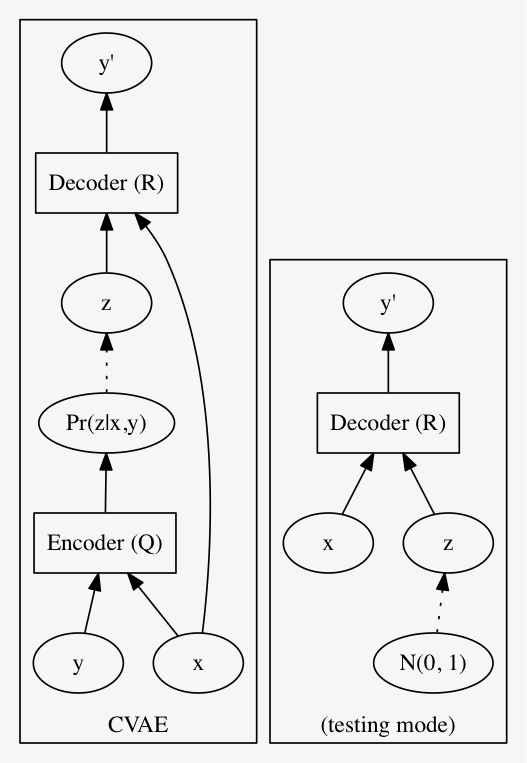 y'
Decoder (R)
z
Pr(z|x,y)
Encoder (Q)
y
x
CVAE
y'
Decoder (R)
x
z
N(0, 1)
(testing mode)